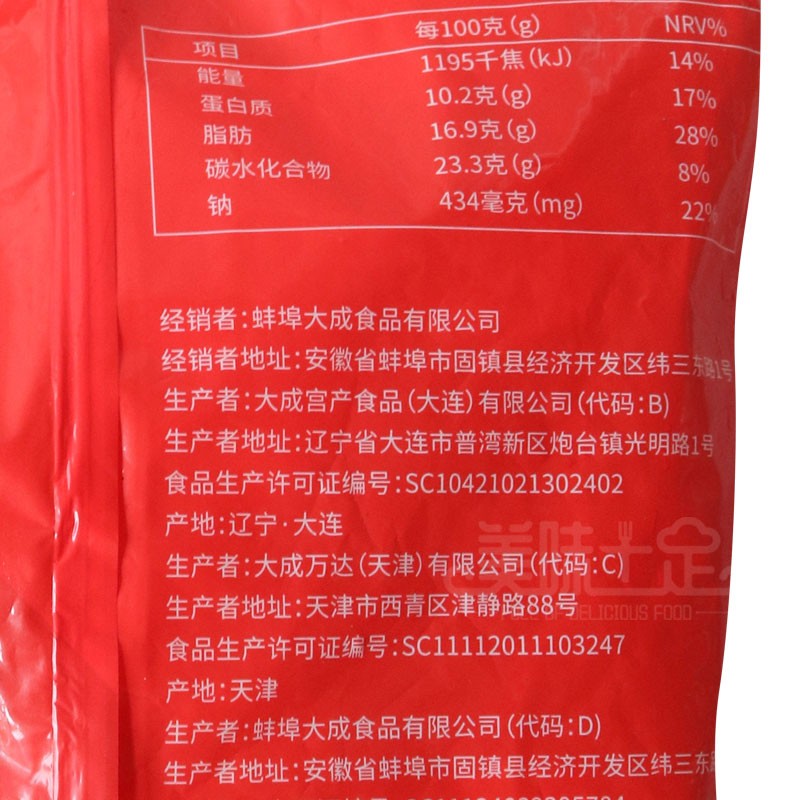 项目 每100克(g) NRV%
能量 1195千焦(kJ) 14%
蛋白质 10.2克(g) 17%
脂肪 16.9克(g) 28%
碳水化合物 23.3克(g) 8%
钠 434毫克(mg) 22%
经销者:蚌埠大成食品有限公司
经销者地址:安徽省蚌埠市固镇县经济开发区纬三东路1号
生产者:大成宫产食品(大连)有限公司(代码:B)
生产者地址:辽宁省大连市普湾新区炮台镇光明路1号
食品生产许可证编号:SC10421021302402
产地:辽宁·大连
生产者:大成万达(天津)有限公司(代码:C)
生产者地址:天津市西青区津静路88号
食品生产许可证编号:SC11112011103247
产地:天津
生产者:蚌埠大成食品有限公司(代码:D)
生产者地址:安徽省蚌埠市固镇县经济开发区纬三东
美味
OF DELICIOUS FOOD